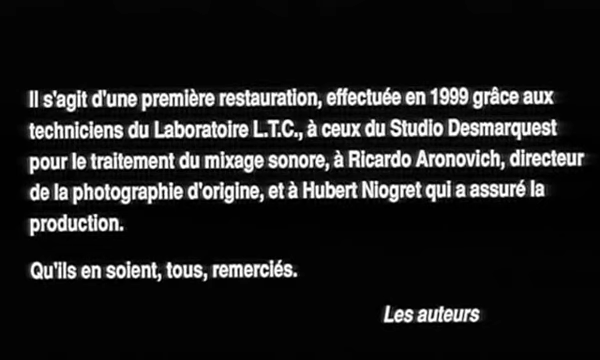 Il s'agit d'une première restauration, effectuée en 1999 grâce aux
techniciens du Laboratoire L.T.C., à ceux du Studio Desmarquest
pour le traitement du mixage sonore, à Ricardo Aronovich, directeur
de la photographie d'origine, et à Hubert Niogret qui a assuré la
production.
Qu'ils en soient, tous, remerciés.
Les auteurs